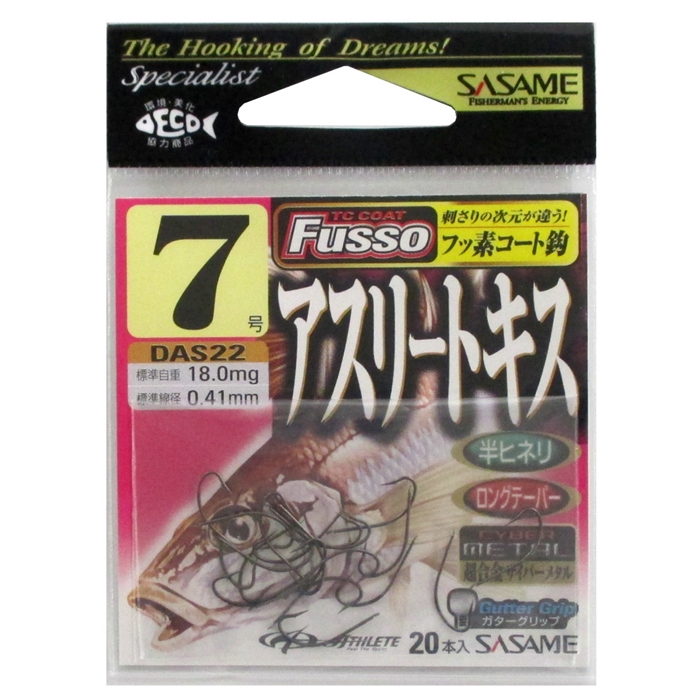 The Hooking of Dreams!
Specialist
SASAME
FISHERMAN'S ENERGY
環境・美化
DECO
協力商品
7
号
TC COAT
Fusso
刺さりの次元が違う!
フッ素コート鈎
アスリートキス
DAS22
標準自重 18.0mg
標準線径 0.41mm
半ヒネリ
ロングテーパー
CYBER
METAL
超合金サイバーメタル
Gutter Grip
ガターグリップ
ATHLETE
20本入 SASAME